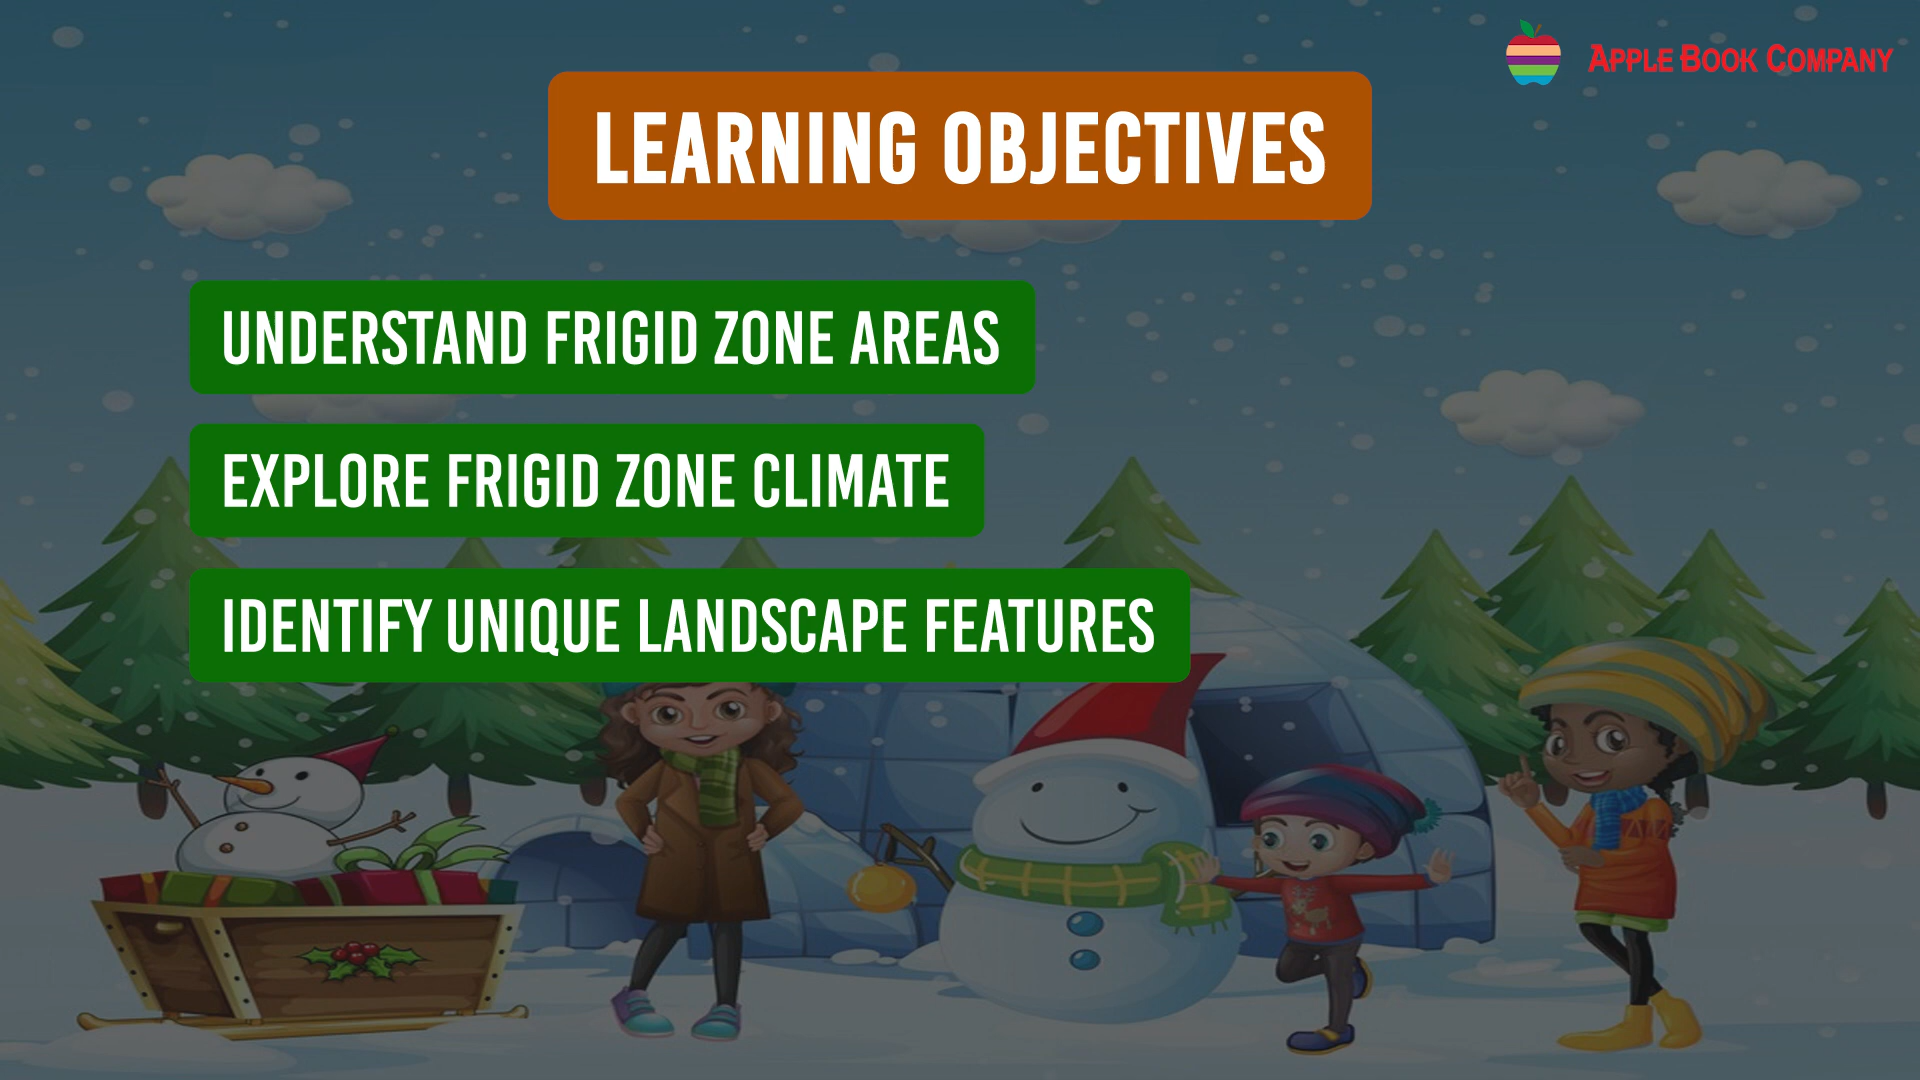 APPLE BOOK COMPANY
LEARNING OBJECTIVES
UNDERSTAND FRIGID ZONE AREAS
EXPLORE FRIGID ZONE CLIMATE
IDENTIFY UNIQUE LANDSCAPE FEATURES